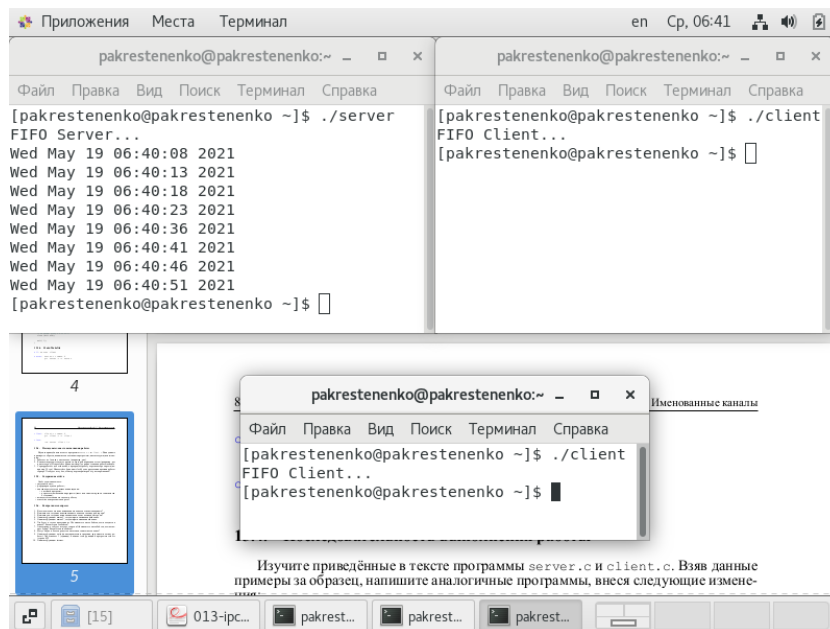 Приложения Места Терминал en Ср, 06:41
pakrestenenko@pakrestenenko:~
Файл Правка Вид Поиск Терминал Справка
[pakrestenenko@pakrestenenko ~]$ ./server
FIFO Server...
Wed May 19 06:40:08 2021
Wed May 19 06:40:13 2021
Wed May 19 06:40:18 2021
Wed May 19 06:40:23 2021
Wed May 19 06:40:36 2021
Wed May 19 06:40:41 2021
Wed May 19 06:40:46 2021
Wed May 19 06:40:51 2021
[pakrestenenko@pakrestenenko ~]$
pakrestenenko@pakrestenenko:~
Файл Правка Вид Поиск Терминал Справка
[pakrestenenko@pakrestenenko ~]$ ./client
FIFO Client...
[pakrestenenko@pakrestenenko ~]$
4
5
Именованные каналы
pakrestenenko@pakrestenenko:~
Файл Правка Вид Поиск Терминал Справка
[pakrestenenko@pakrestenenko ~]$ ./client
FIFO Client...
[pakrestenenko@pakrestenenko ~]$
Изучите приведённые в тексте программы server.c и client.c. Взяв данные
примеры за образец, напишите аналогичные программы, внеся следующие измене-
[15] 013-ipc... pakrest... pakrest... pakrest...